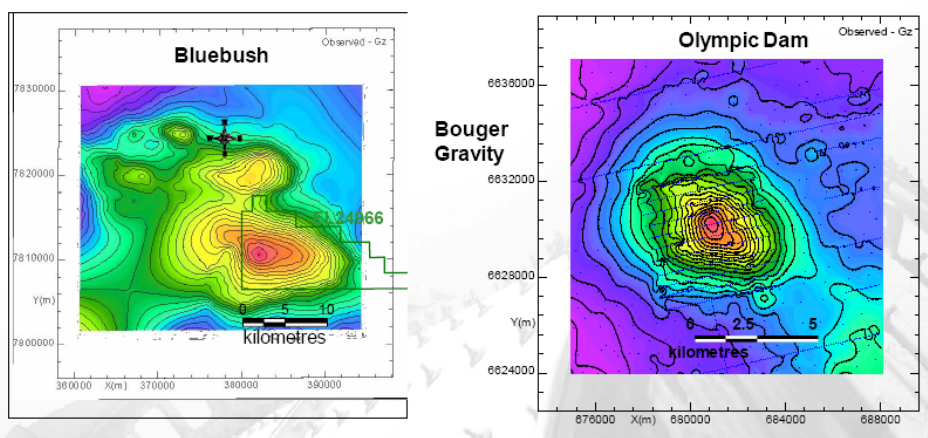 Bluebush
Observed - Gz
7830000
7820000
7810000
Y(m)
7900000
EL24966
0 5 10
kilometres
360000 X(m) 370000 380000 390000
Bouger
Gravity
Olympic Dam
Observed - Gz
6636000
6632000
6628000
Y(m)
6624000
0 2.5 5
kilometres
676000 X(m) 680000 684000 688000